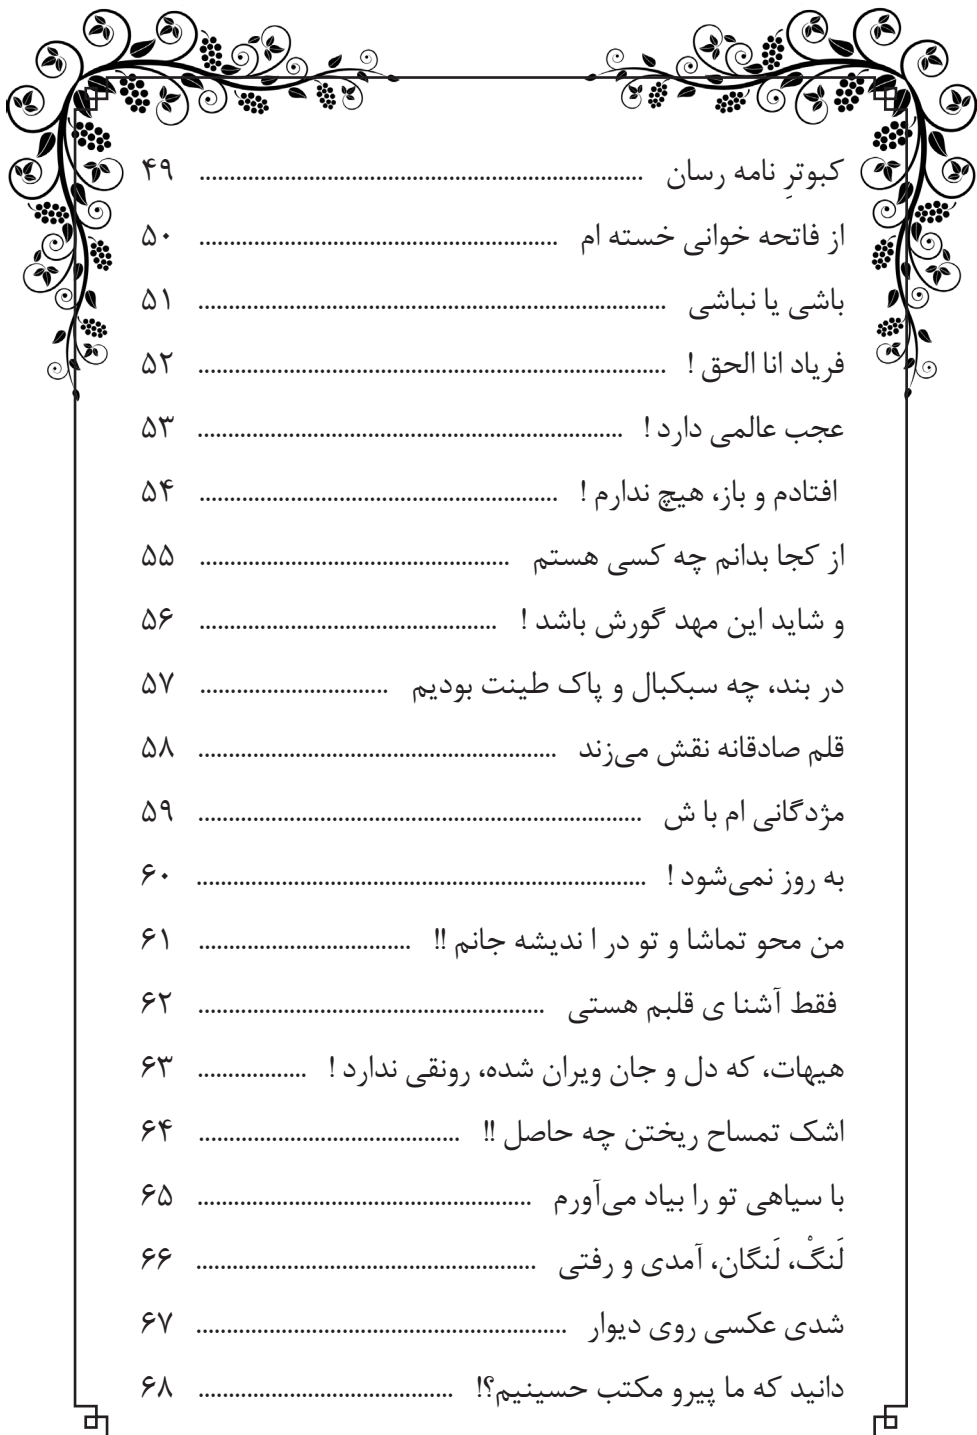 کبوترِ نامه رسان ........................................................................ ۴۹
از فاتحه خوانی خسته ام .......................................................... ۵۰
باشی یا نباشی ............................................................................ ۵۱
فریاد انا الحق ! ............................................................................ ۵۲
عجب عالمی دارد ! ..................................................................... ۵۳
افتادم و باز، هیچ ندارم ! .......................................................... ۵۴
از کجا بدانم چه کسی هستم .................................................. ۵۵
و شاید این مهد گورش باشد ! ................................................ ۵۶
در بند، چه سبکبال و پاک طینت بودیم ............................... ۵۷
قلم صادقانه نقش می‌زند .......................................................... ۵۸
مژدگانی ام با ش ........................................................................ ۵۹
به روز نمی‌شود ! ......................................................................... ۶۰
من محو تماشا و تو در ا ندیشه جانم !! .................................. ۶۱
فقط آشنا ی قلبم هستی ........................................................ ۶۲
هیهات، که دل و جان ویران شده، رونقی ندارد ! .................. ۶۳
اشک تمساح ریختن چه حاصل !! .......................................... ۶۴
با سیاهی تو را بیاد می‌آورم ...................................................... ۶۵
لَنگْ، لَنگان، آمدی و رفتی ....................................................... ۶۶
شدی عکسی روی دیوار ............................................................ ۶۷
دانید که ما پیرو مکتب حسینیم؟! ......................................... ۶۸